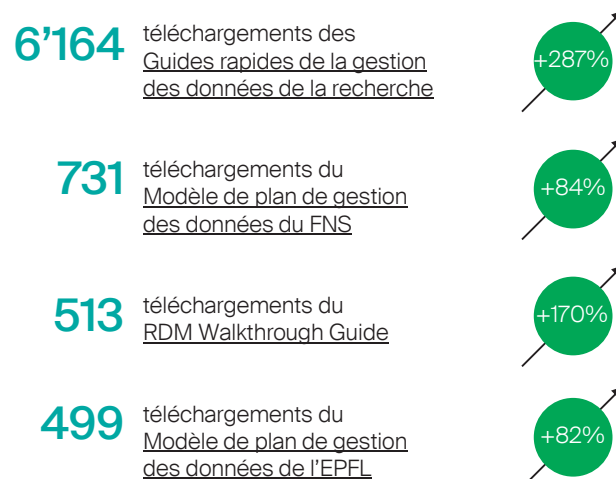 6’164
téléchargements des
Guides rapides de la gestion
des données de la recherche
+287%
731
téléchargements du
Modèle de plan de gestion
des données du FNS
+84%
513
téléchargements du
RDM Walkthrough Guide
+170%
499
téléchargements du
Modèle de plan de gestion
des données de l’EPFL
+82%